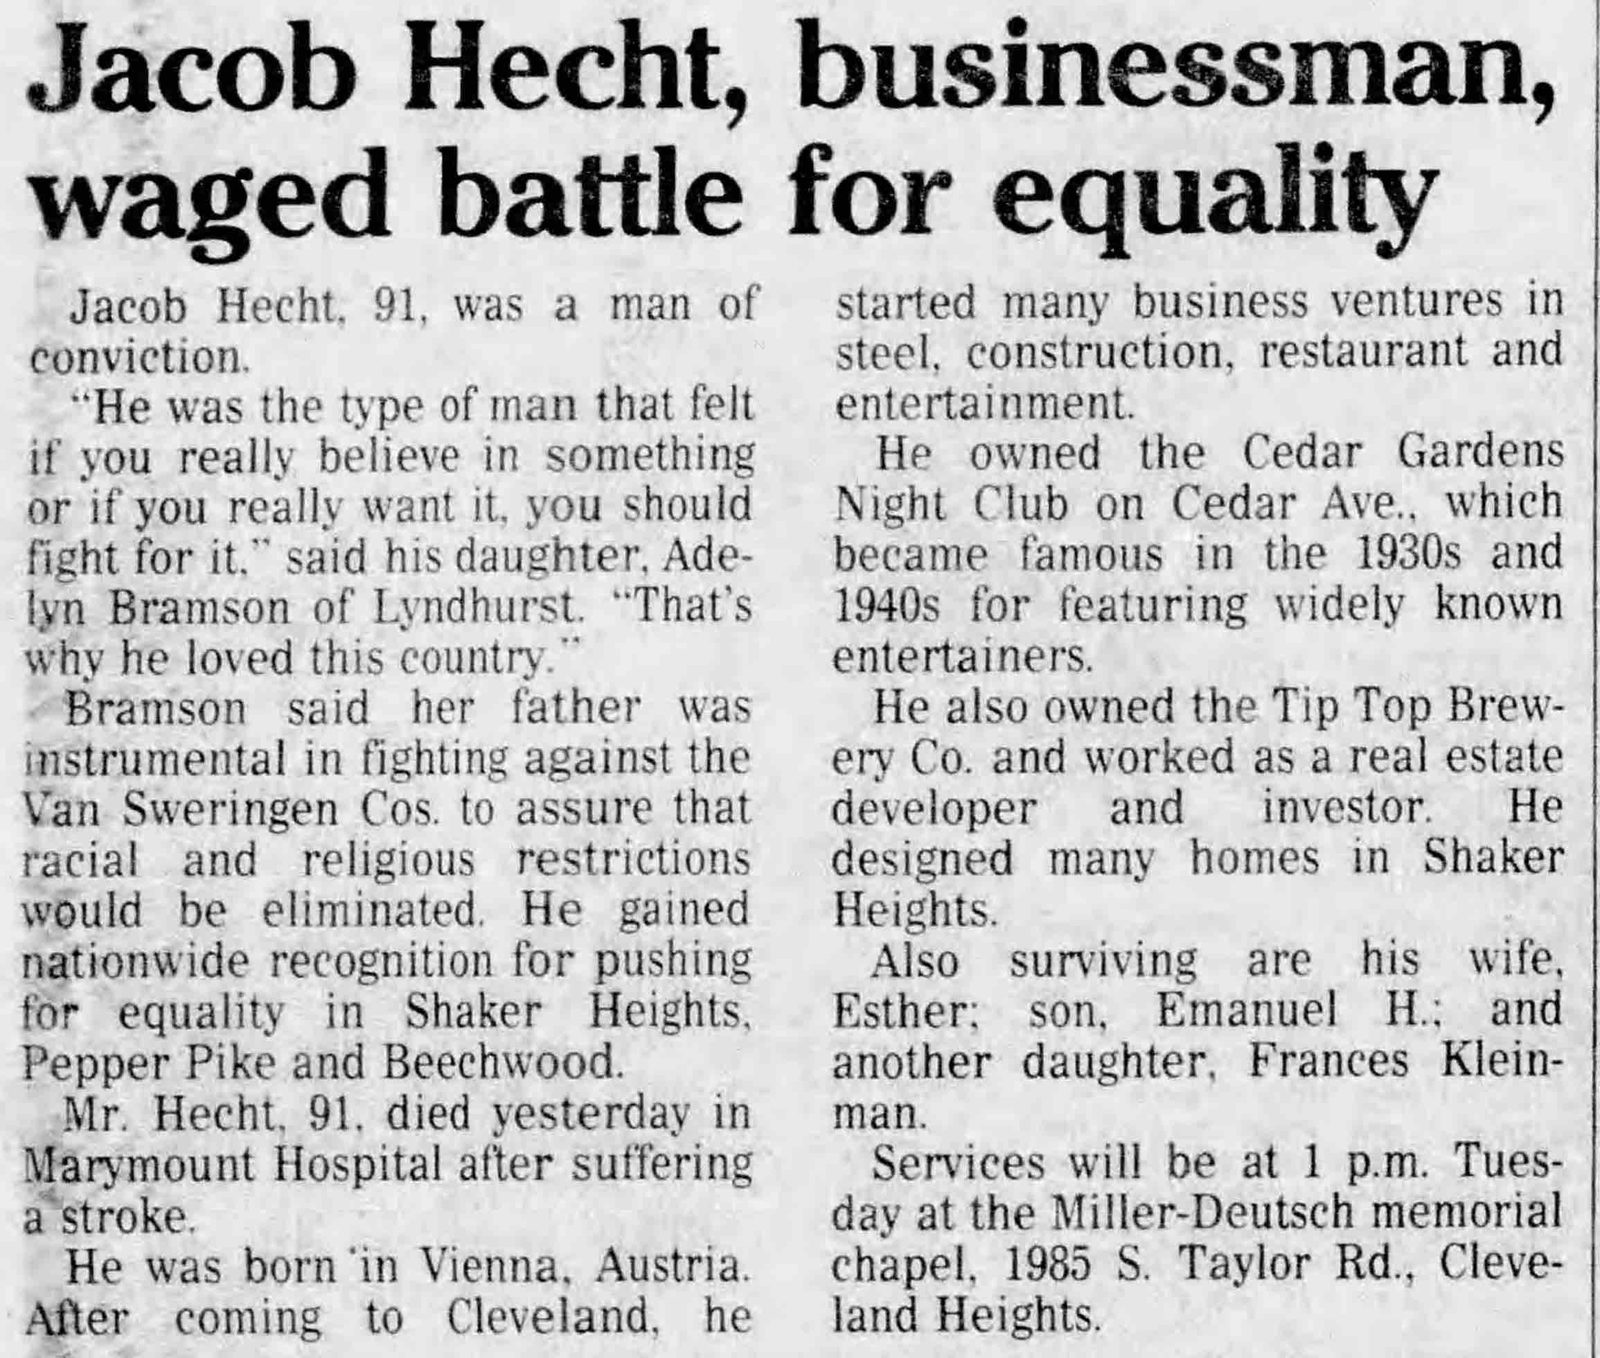 Jacob Hecht, businessman,
waged battle for equality
Jacob Hecht, 91, was a man of
conviction.
"He was the type of man that felt
if you really believe in something
or if you really want it, you should
fight for it," said his daughter, Ade-
lyn Bramson of Lyndhurst. "That's
why he loved this country."
Bramson said her father was
instrumental in fighting against the
Van Sweringen Cos. to assure that
racial and religious restrictions
would be eliminated. He gained
nationwide recognition for pushing
for equality in Shaker Heights,
Pepper Pike and Beechwood.
Mr. Hecht, 91, died yesterday in
Marymount Hospital after suffering
a stroke.
He was born in Vienna, Austria.
After coming to Cleveland, he
started many business ventures in
steel, construction, restaurant and
entertainment.
He owned the Cedar Gardens
Night Club on Cedar Ave., which
became famous in the 1930s and
1940s for featuring widely known
entertainers.
He also owned the Tip Top Brew-
ery Co. and worked as a real estate
developer and investor. He
designed many homes in Shaker
Heights.
Also surviving are his wife,
Esther; son, Emanuel H.; and
another daughter, Frances Klein-
man.
Services will be at 1 p.m. Tues-
day at the Miller-Deutsch memorial
chapel, 1985 S. Taylor Rd., Cleve-
land Heights.